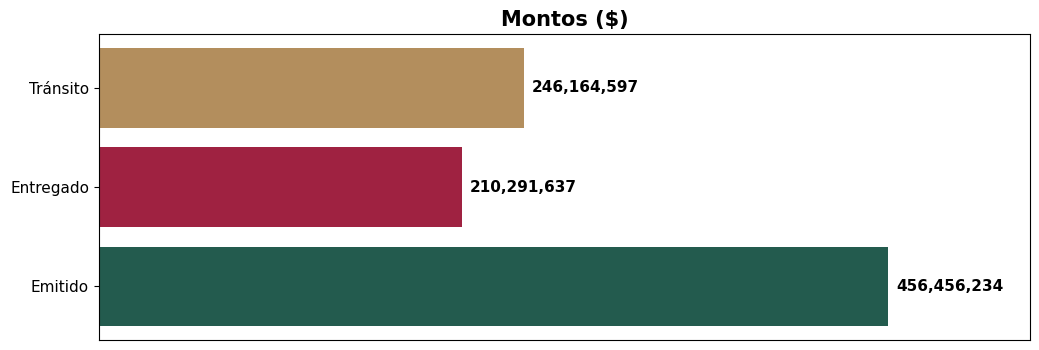 Montos ($)
Tránsito 246,164,597
Entregado 210,291,637
Emitido 456,456,234